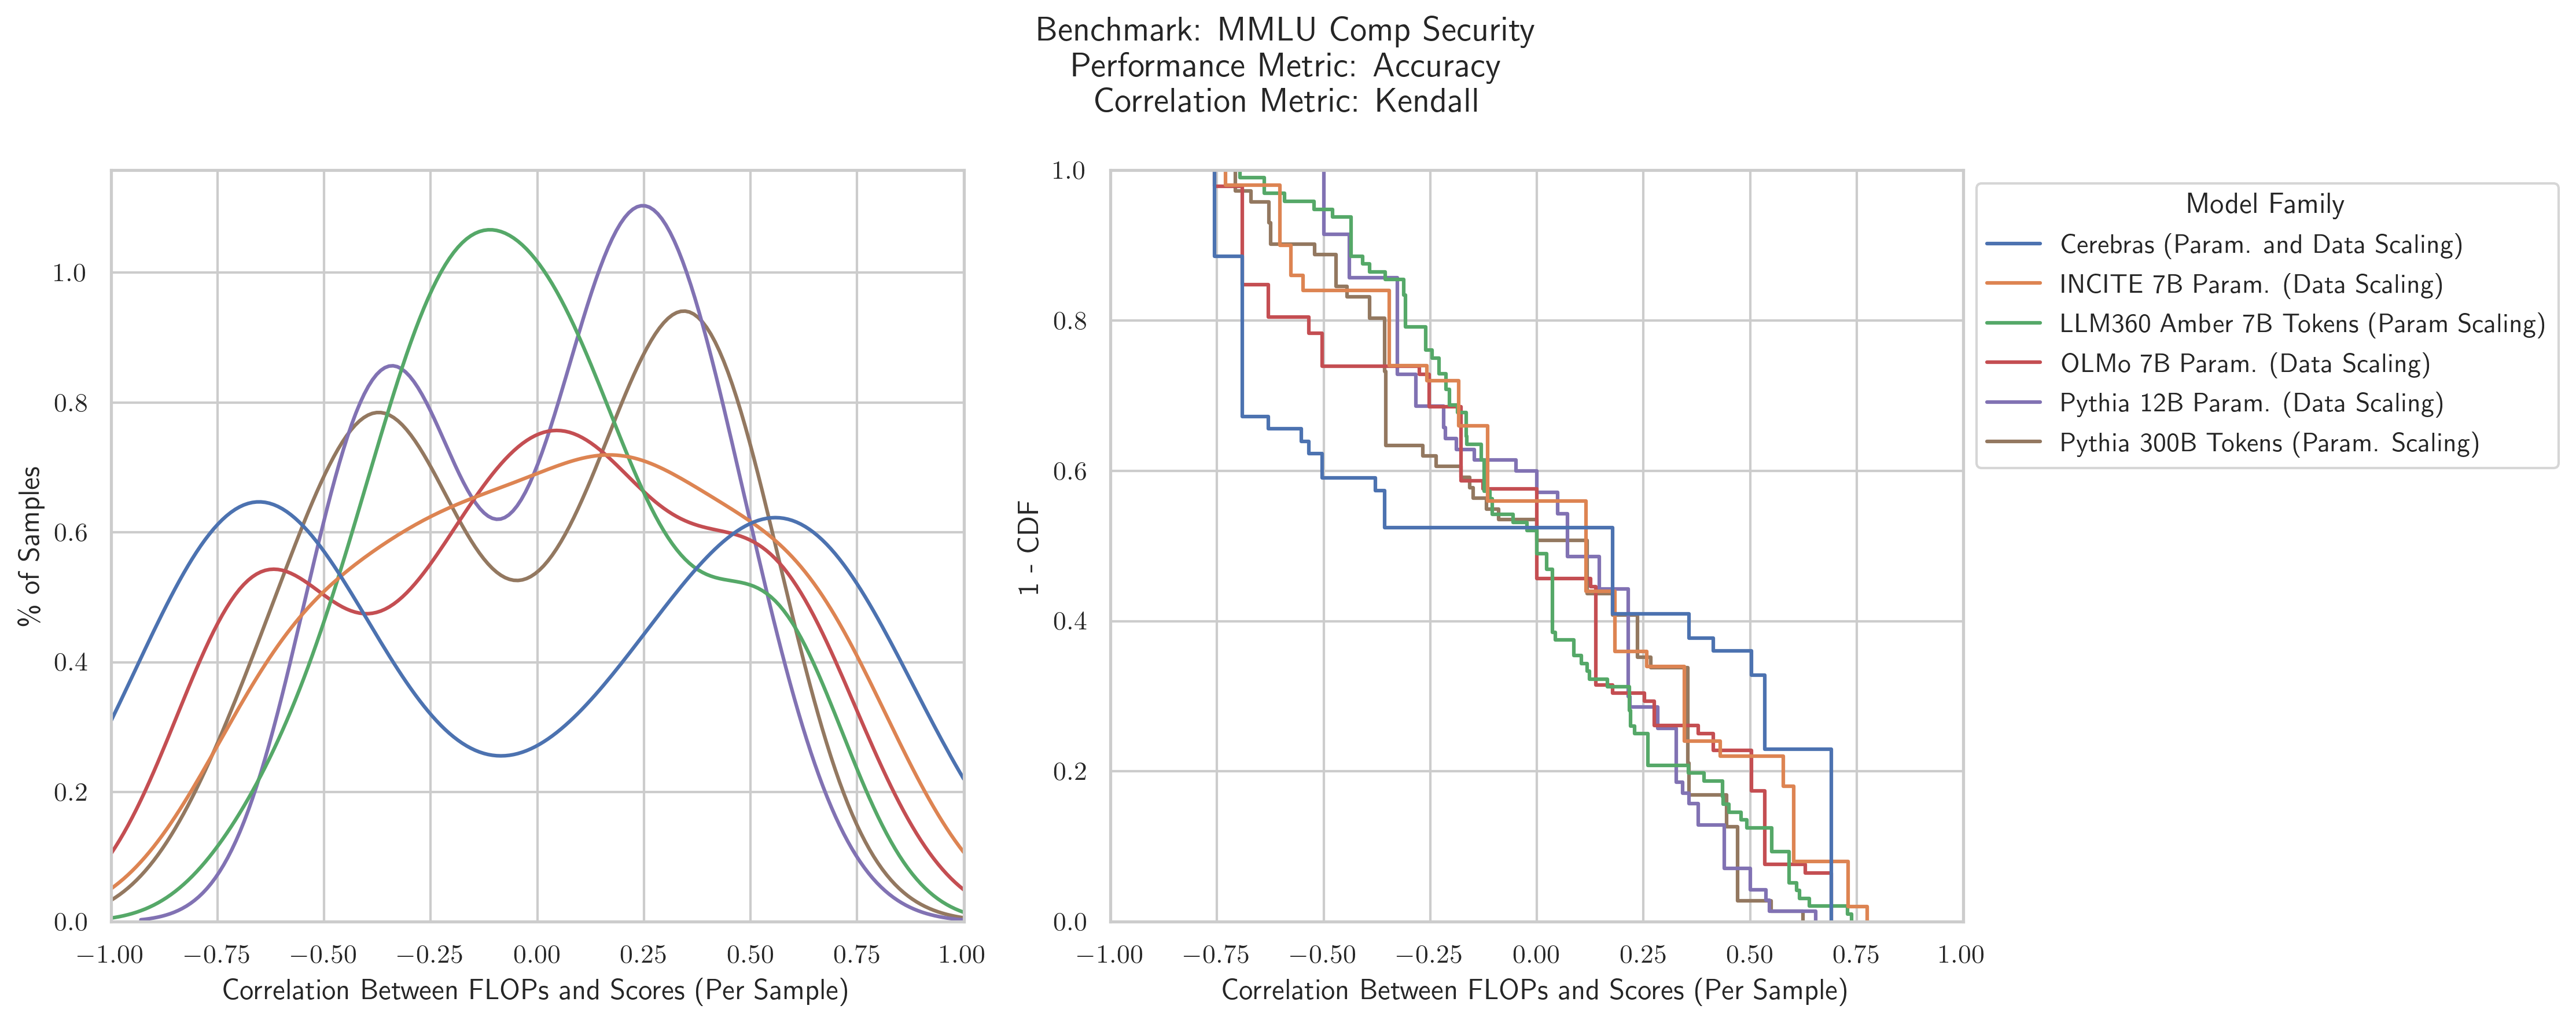 Benchmark: MMLU Comp Security
Performance Metric: Accuracy
Correlation Metric: Kendall
% of Samples
1.0
0.8
0.6
0.4
0.2
0.0
−1.00 −0.75 −0.50 −0.25 0.00 0.25 0.50 0.75 1.00
Correlation Between FLOPs and Scores (Per Sample)
1 - CDF
1.0
0.8
0.6
0.4
0.2
0.0
−1.00 −0.75 −0.50 −0.25 0.00 0.25 0.50 0.75 1.00
Correlation Between FLOPs and Scores (Per Sample)
Model Family
Cerebras (Param. and Data Scaling)
INCITE 7B Param. (Data Scaling)
LLM360 Amber 7B Tokens (Param Scaling)
OLMo 7B Param. (Data Scaling)
Pythia 12B Param. (Data Scaling)
Pythia 300B Tokens (Param. Scaling)